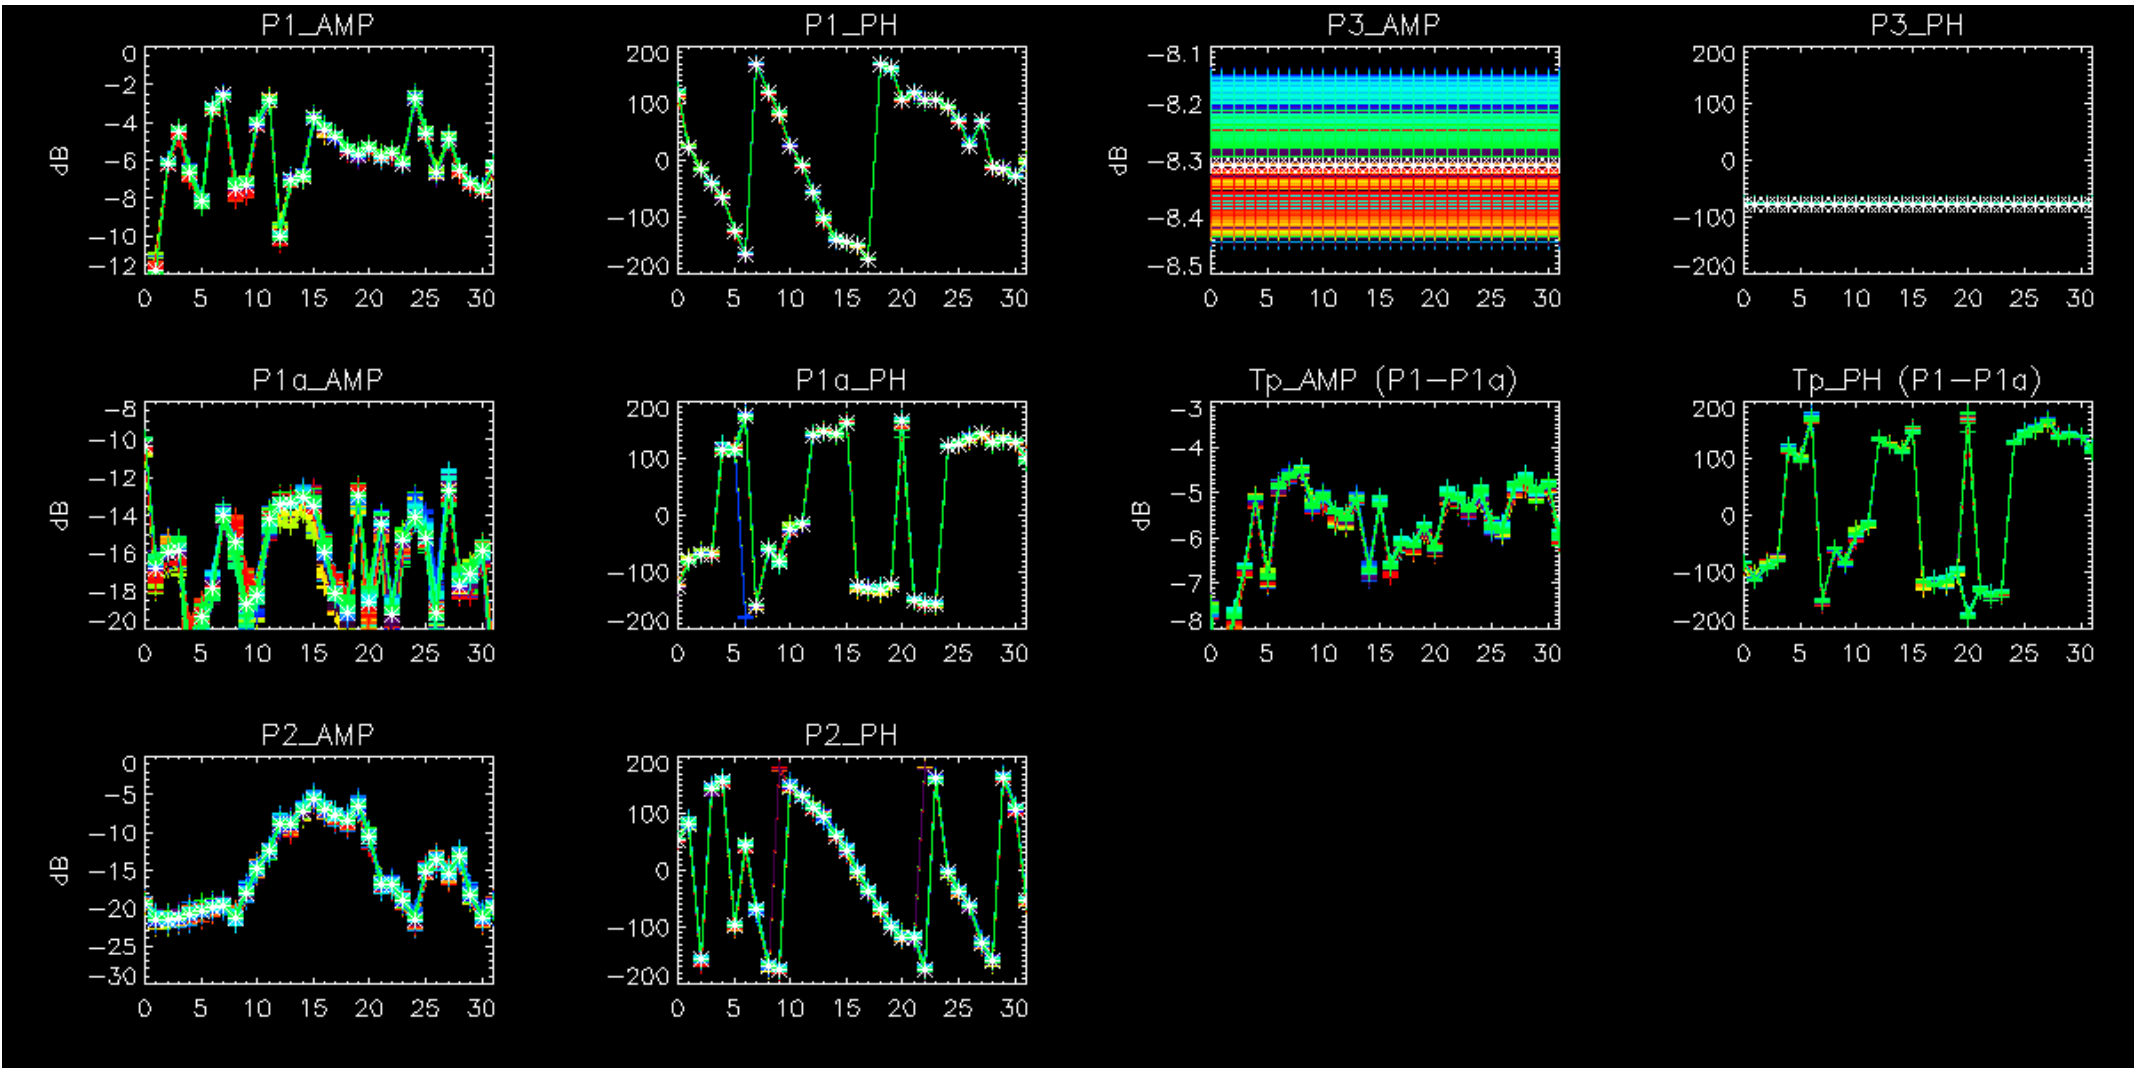 P1_AMP
P1_PH
P3_AMP
P3_PH
0
-2
-4
-6
-8
-10
-12
dB
0 5 10 15 20 25 30
200
100
0
-100
-200
0 5 10 15 20 25 30
-8.1
-8.2
-8.3
-8.4
-8.5
dB
0 5 10 15 20 25 30
200
100
0
-100
-200
0 5 10 15 20 25 30
P1a_AMP
P1a_PH
Tp_AMP (P1-P1a)
Tp_PH (P1-P1a)
-8
-10
-12
-14
-16
-18
-20
dB
0 5 10 15 20 25 30
200
100
0
-100
-200
0 5 10 15 20 25 30
-3
-4
-5
-6
-7
-8
dB
0 5 10 15 20 25 30
200
100
0
-100
-200
0 5 10 15 20 25 30
P2_AMP
P2_PH
0
-5
-10
-15
-20
-25
-30
dB
0 5 10 15 20 25 30
200
100
0
-100
-200
0 5 10 15 20 25 30